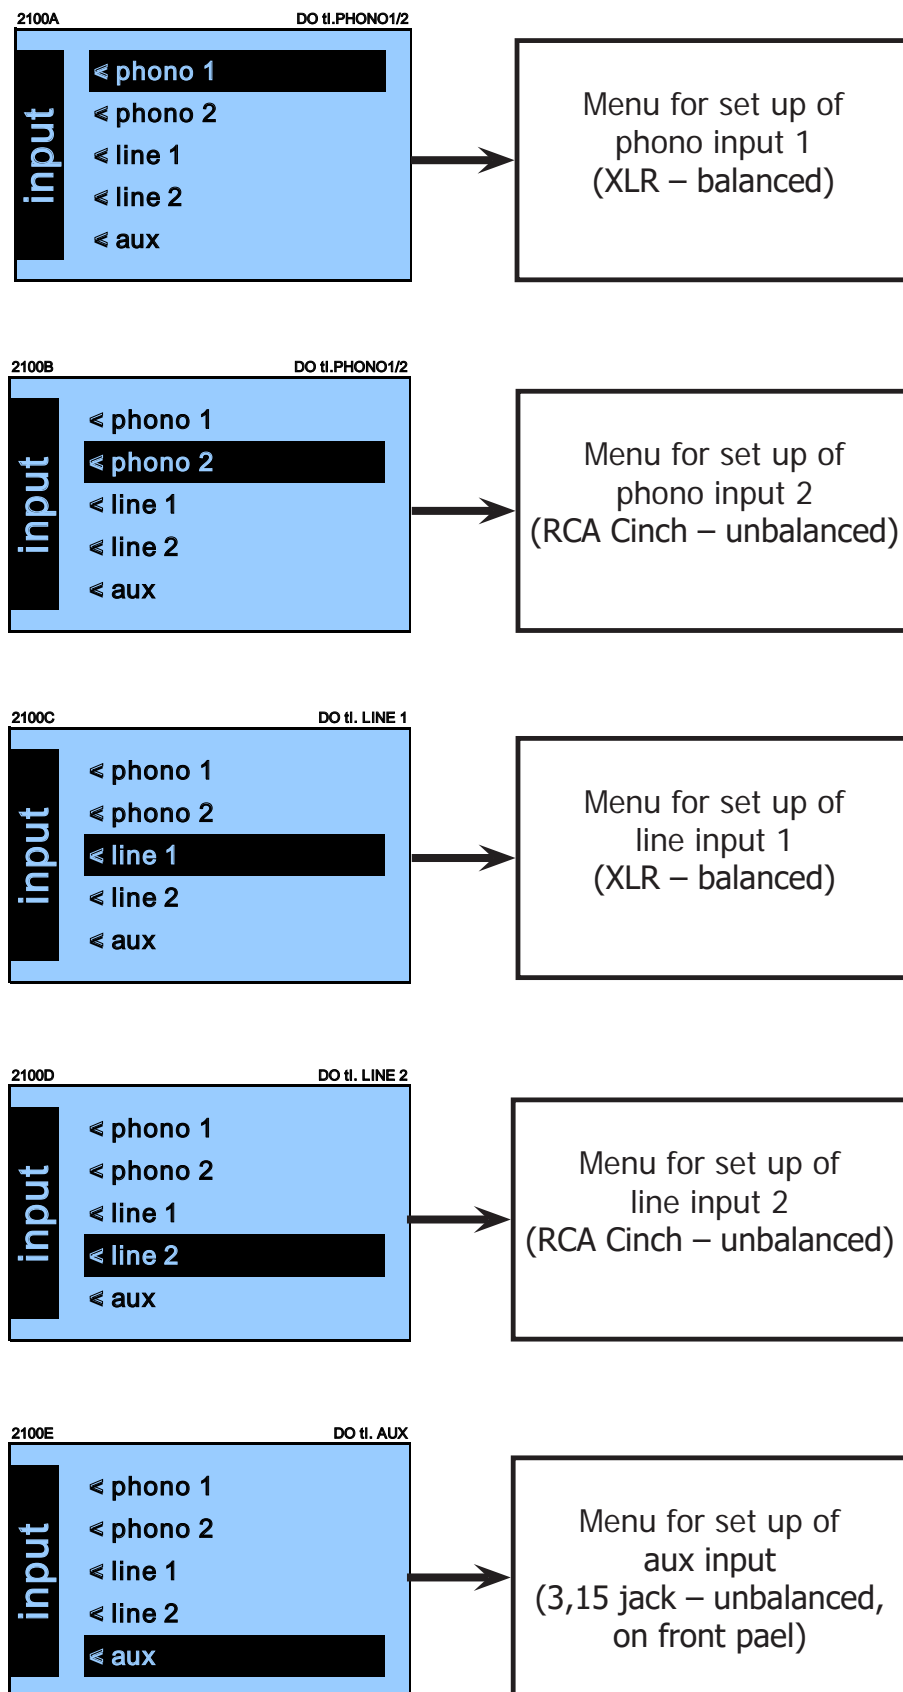 2100A DO tl.PHONO1/2
input
< phono 1
< phono 2
< line 1
< line 2
< aux
Menu for set up of
phono input 1
(XLR – balanced)
2100B DO tl.PHONO1/2
input
< phono 1
< phono 2
< line 1
< line 2
< aux
Menu for set up of
phono input 2
(RCA Cinch – unbalanced)
2100C DO tl. LINE 1
input
< phono 1
< phono 2
< line 1
< line 2
< aux
Menu for set up of
line input 1
(XLR – balanced)
2100D DO tl. LINE 2
input
< phono 1
< phono 2
< line 1
< line 2
< aux
Menu for set up of
line input 2
(RCA Cinch – unbalanced)
2100E DO tl. AUX
input
< phono 1
< phono 2
< line 1
< line 2
< aux
Menu for set up of
aux input
(3,15 jack – unbalanced,
on front pael)